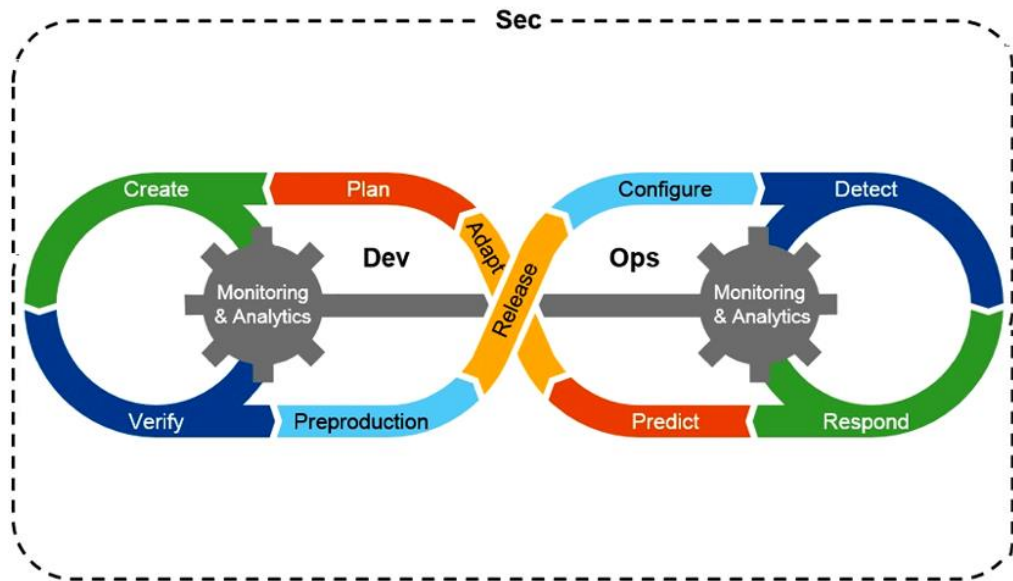 Sec
Create
Plan
Configure
Detect
Adapt
Dev
Ops
Release
Monitoring
& Analytics
Monitoring
& Analytics
Verify
Preproduction
Predict
Respond